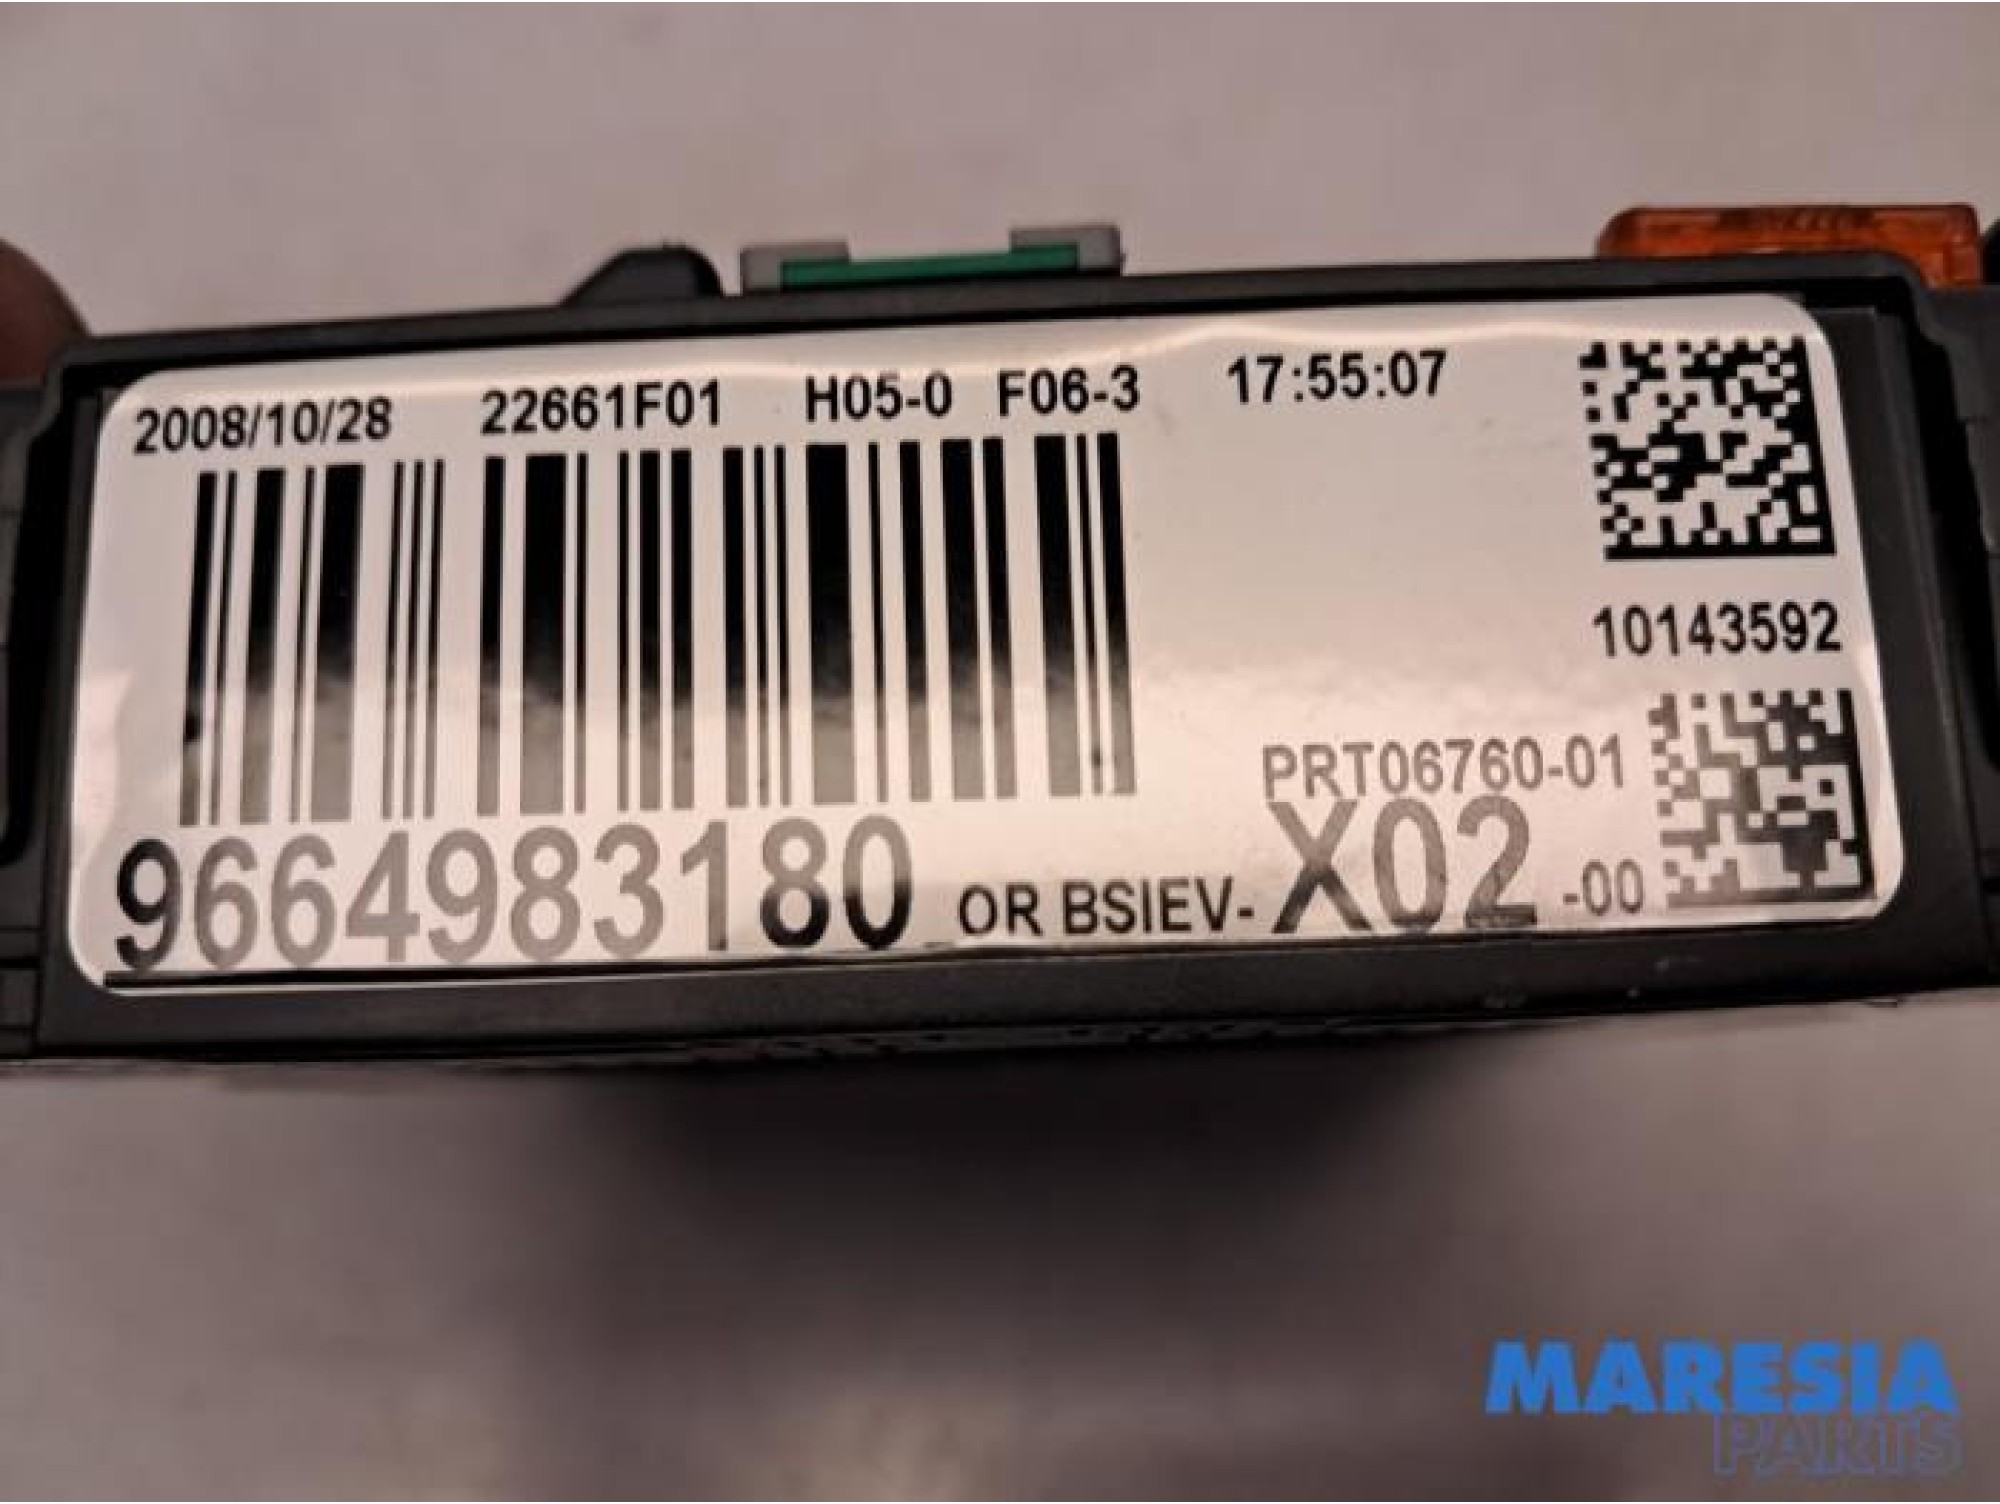 2008/10/28 22661F01 H05-0 F06-3 17:55:07
10143592
PRT06760-01
9664983180 OR BSIEV-X02-00
MARESIA
PARTS